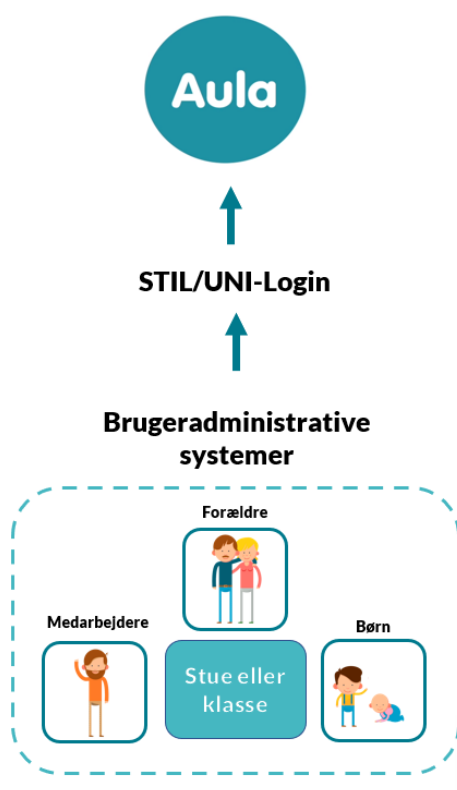 Aula
STIL/UNI-Login
Brugeradministrative
systemer
Forældre
Medarbejdere
Børn
Stue eller
klasse